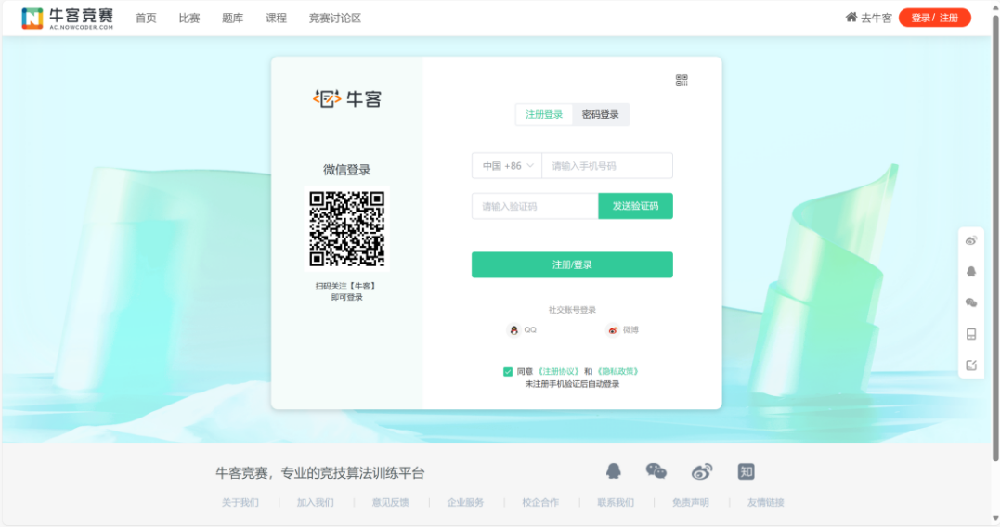 牛客竞赛
AC.NOWCODER.COM
首页 比赛 题库 课程 竞赛讨论区
去牛客 登录 / 注册
牛客
微信登录
扫码关注【牛客】
即可登录
注册登录 密码登录
中国 +86 请输入手机号码
请输入验证码 发送验证码
注册/登录
社交账号登录
QQ 微博
同意 《注册协议》 和 《隐私政策》
未注册手机验证后自动登录
牛客竞赛，专业的竞技算法训练平台
知
关于我们 | 加入我们 | 意见反馈 | 企业服务 | 校企合作 | 联系我们 | 免责声明 | 友情链接